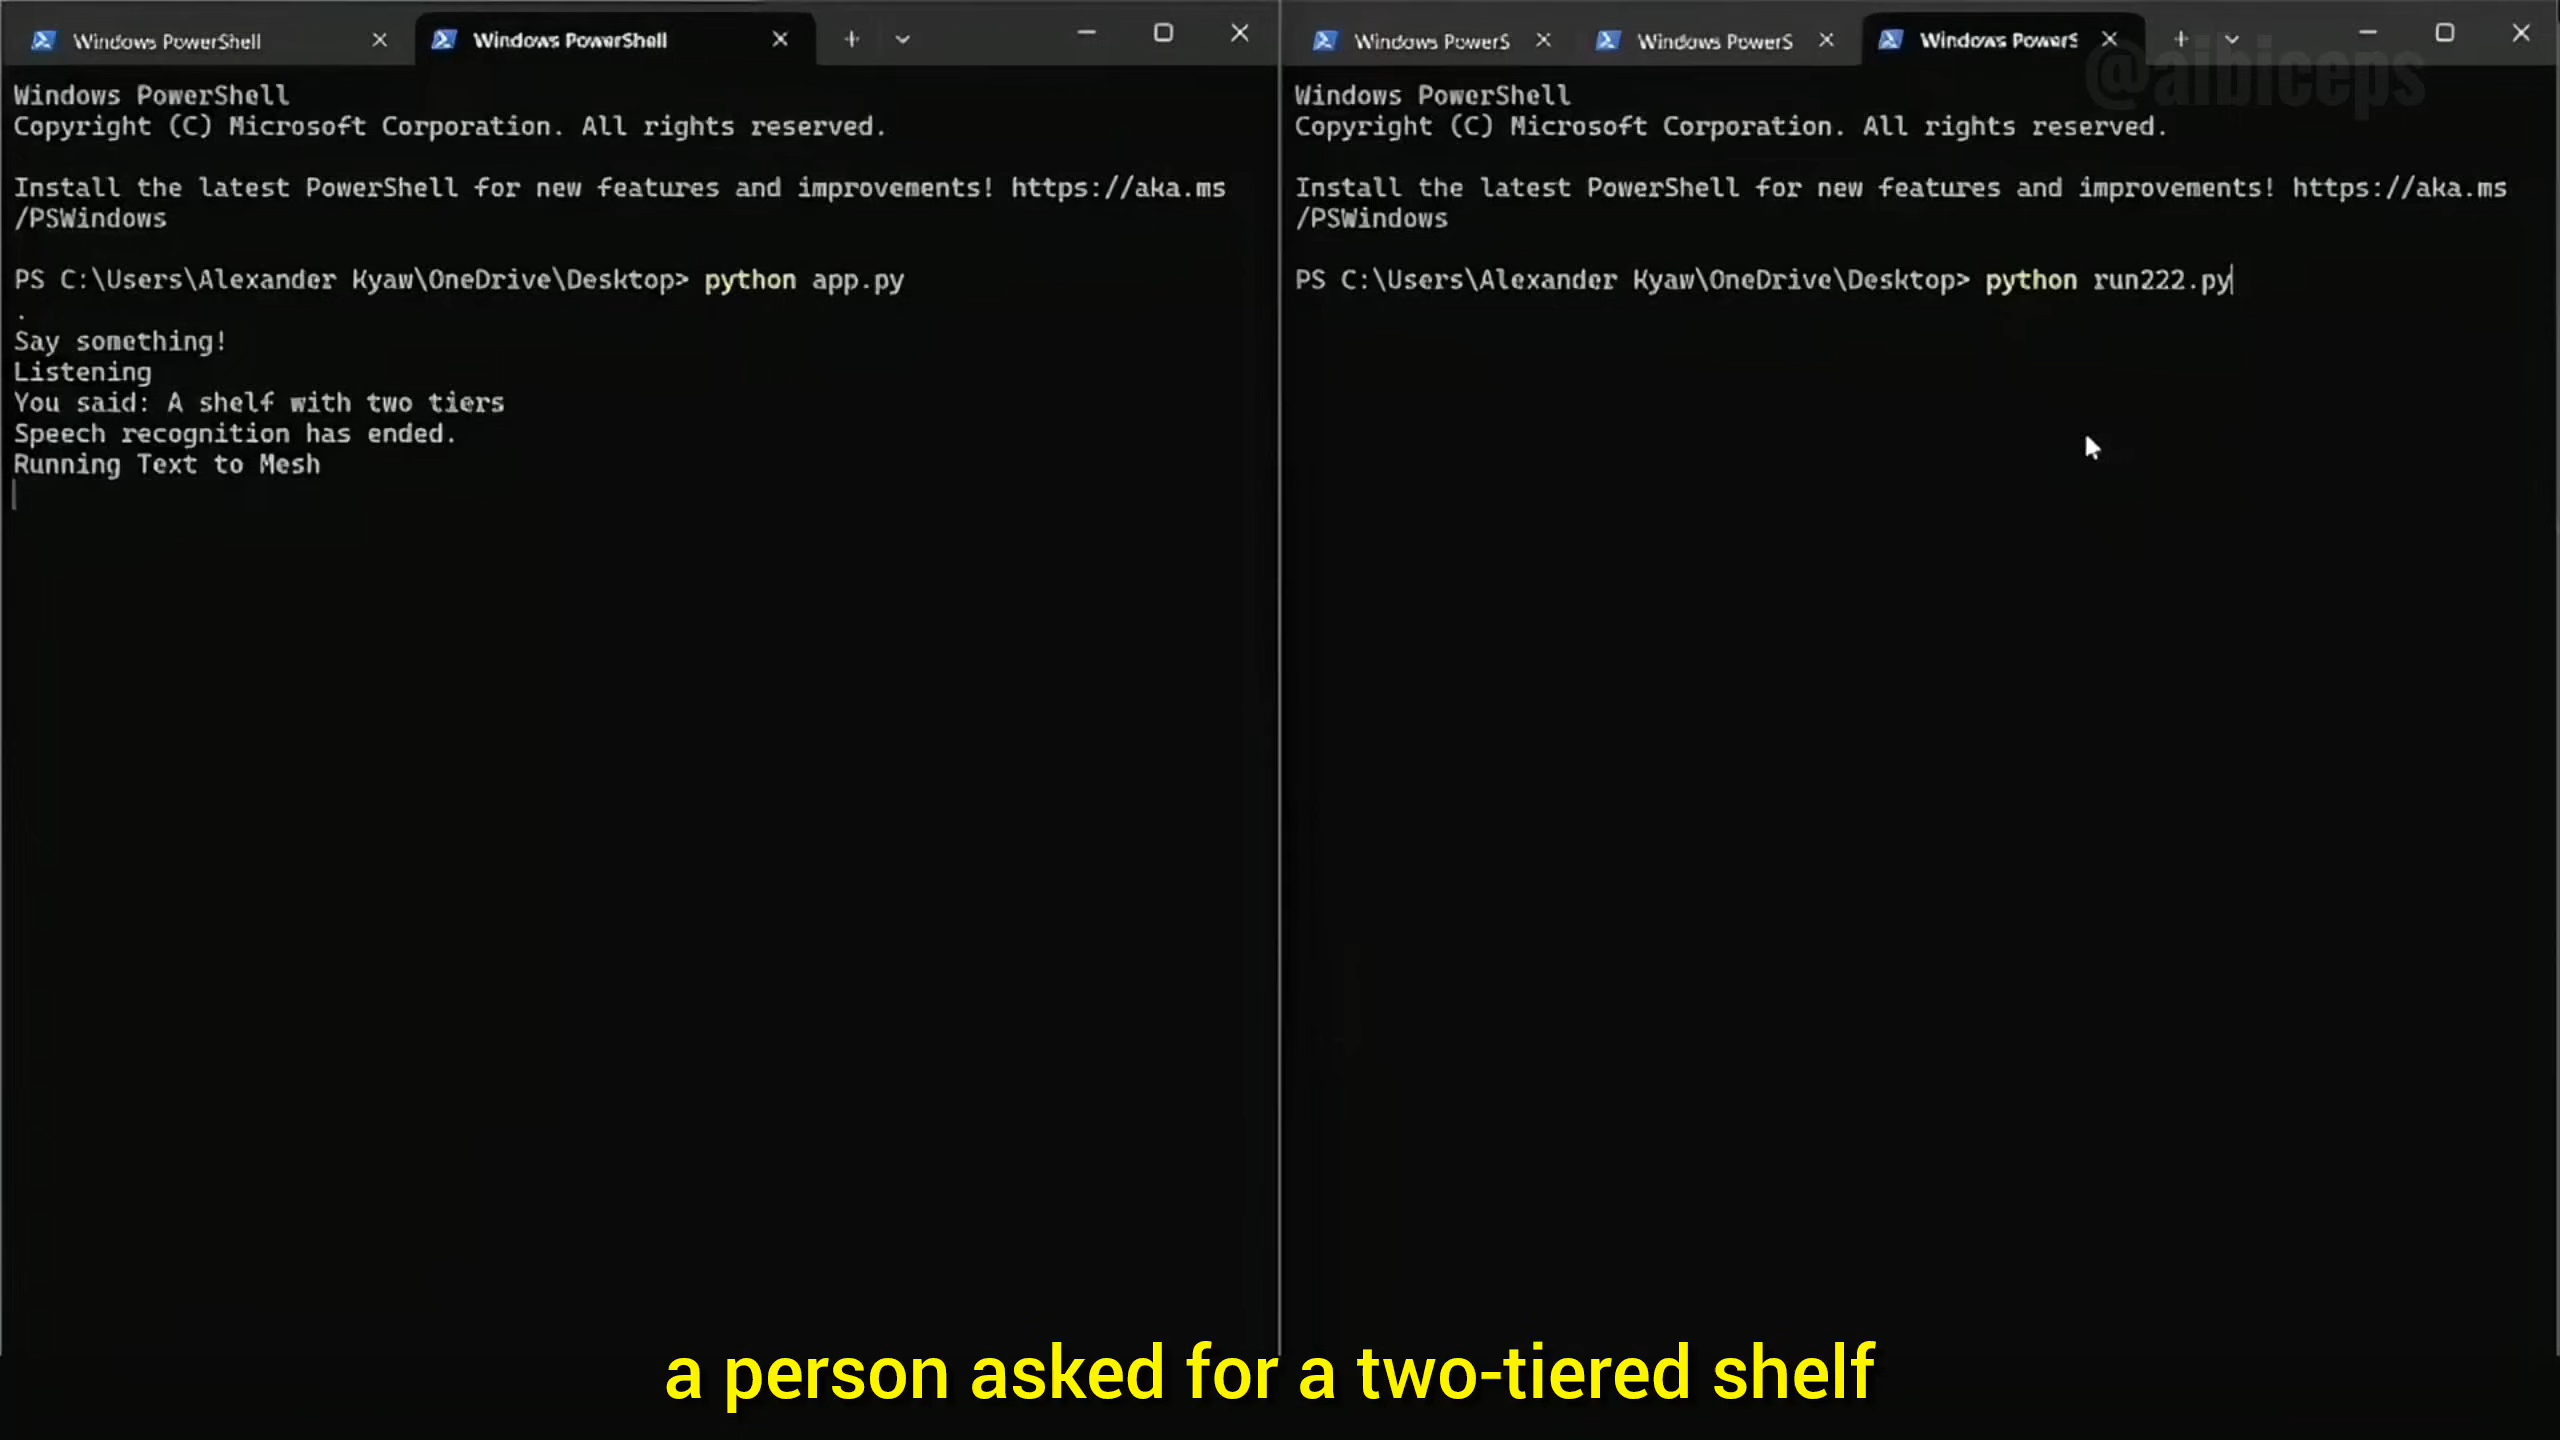 Windows PowerShell
Windows PowerShell
Windows PowerShell
Copyright (C) Microsoft Corporation. All rights reserved.
Install the latest PowerShell for new features and improvements! https://aka.ms
/PSWindows
PS C:\Users\Alexander Kyaw\OneDrive\Desktop> python app.py
.
Say something!
Listening
You said: A shelf with two tiers
Speech recognition has ended.
Running Text to Mesh
Windows PowerS
Windows PowerS
Windows PowerS
@aibiceps
Windows PowerShell
Copyright (C) Microsoft Corporation. All rights reserved.
Install the latest PowerShell for new features and improvements! https://aka.ms
/PSWindows
PS C:\Users\Alexander Kyaw\OneDrive\Desktop> python run222.py
a person asked for a two-tiered shelf